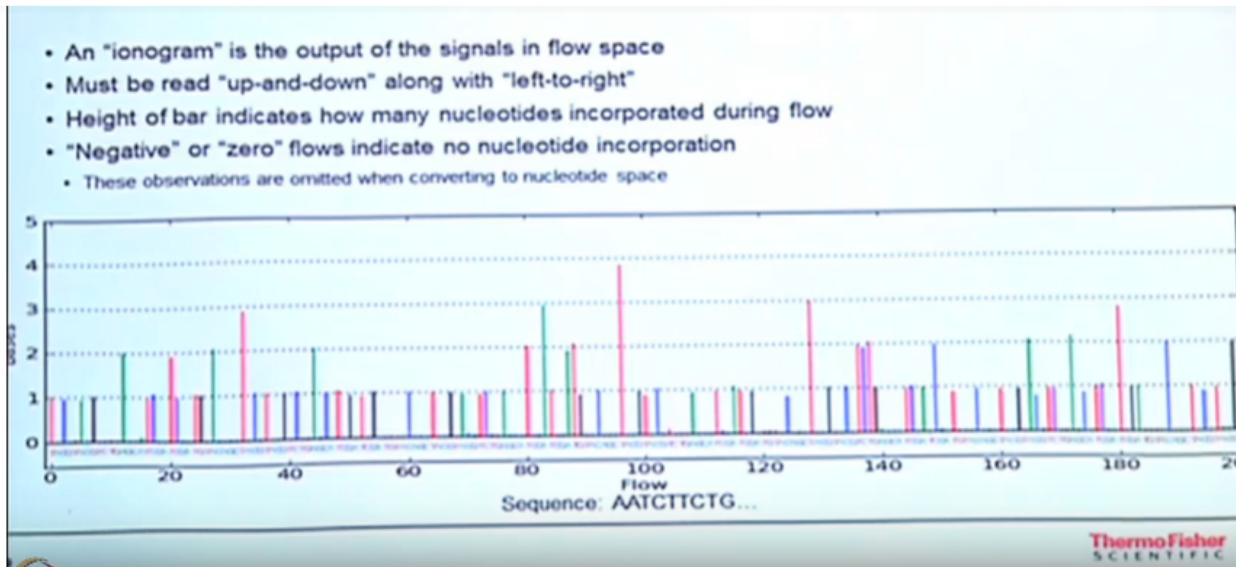 • An "ionogram" is the output of the signals in flow space
• Must be read "up-and-down" along with "left-to-right"
• Height of bar indicates how many nucleotides incorporated during flow
• "Negative" or "zero" flows indicate no nucleotide incorporation
• These observations are omitted when converting to nucleotide space
5
4
3
2
1
0
0 20 40 60 80 100 120 140 160 180
Flow
Sequence: AATCTTCTG...
ThermoFisher
SCIENTIFIC